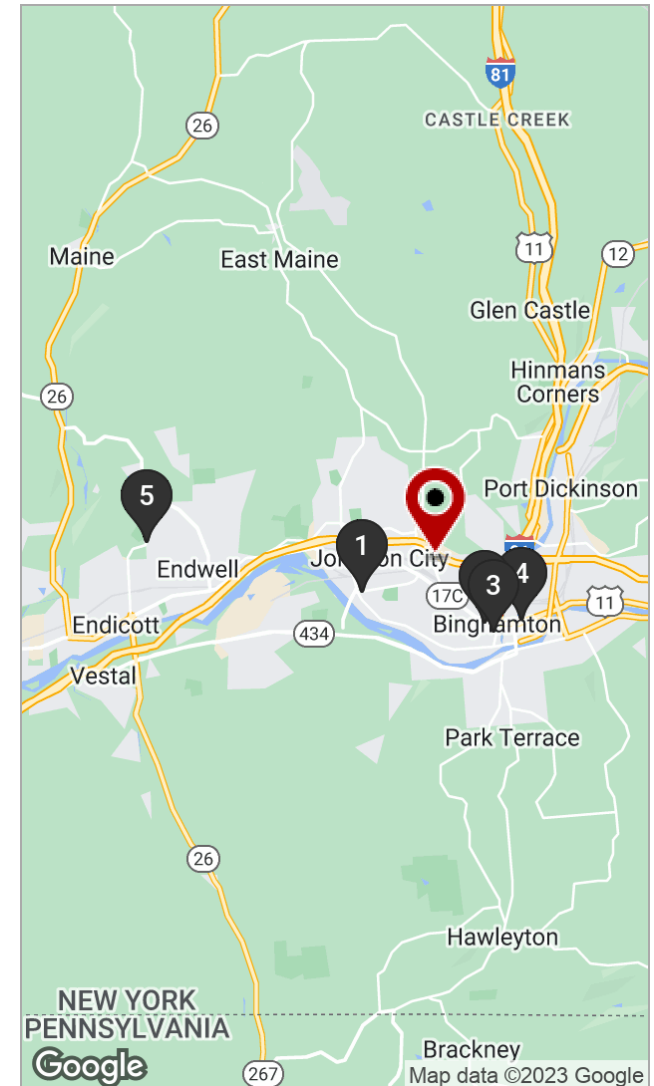 81
CASTLE CREEK
26
11
12
Maine
East Maine
Glen Castle
Hinmans
Corners
26
5
Port Dickinson
1
Endwell
City
4
3
17C
11
Endicott
434
Binghamton
Vestal
Park Terrace
26
Hawleyton
NEW YORK
PENNSYLVANIA
Brackney
Google
267
Map data ©2023 Google